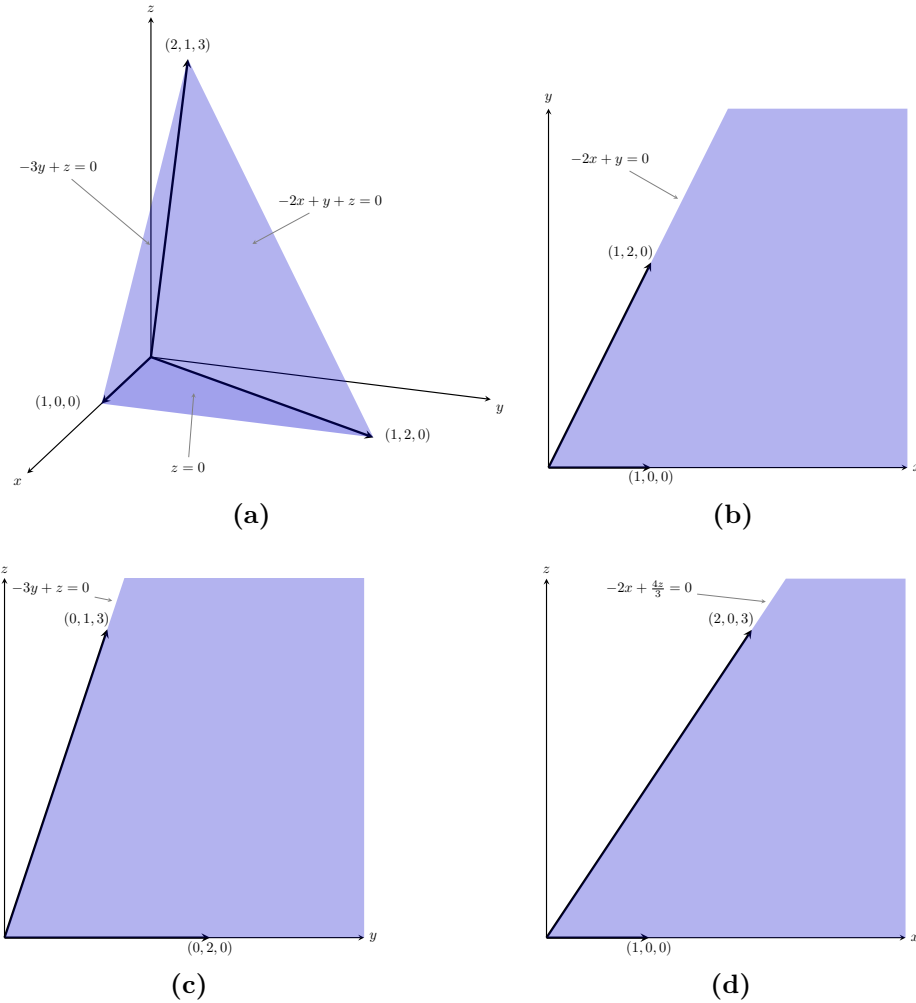 z
(2, 1, 3)
−3y + z = 0
−2x + y + z = 0
(1, 0, 0)
y
(1, 2, 0)
z = 0
x
(a)
y
−2x + y = 0
(1, 2, 0)
(1, 0, 0)
(b)
z
−3y + z = 0
(0, 1, 3)
y
(0, 2, 0)
(c)
z
−2x + 4z/3 = 0
(2, 0, 3)
x
(1, 0, 0)
(d)